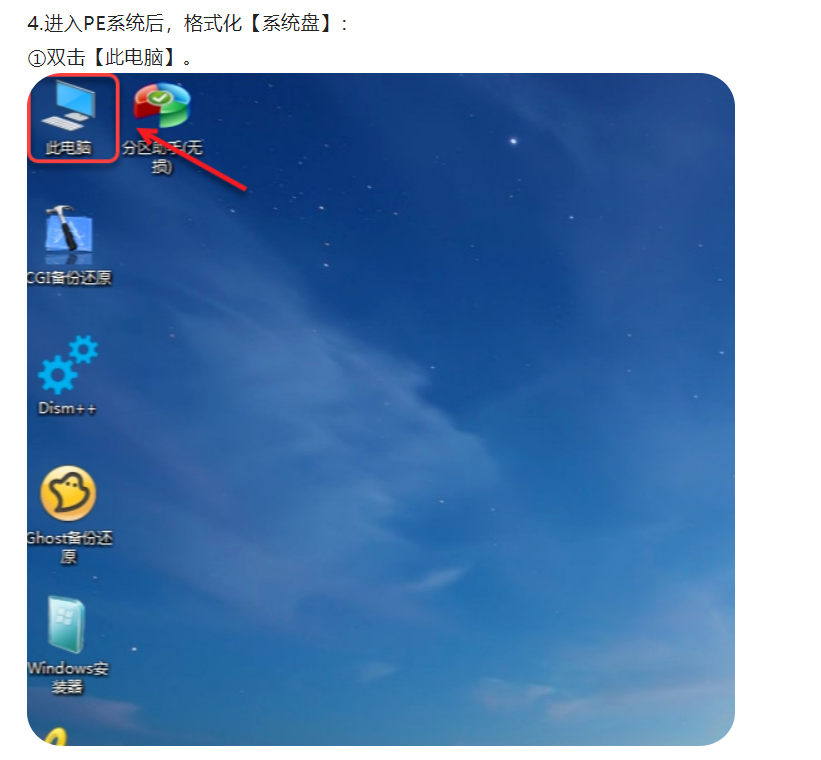 4.进入PE系统后，格式化【系统盘】：
①双击【此电脑】。
此电脑
分区助手(无
损)
CGI备份还原
Dism++
Ghost备份还
原
Windows安
装器